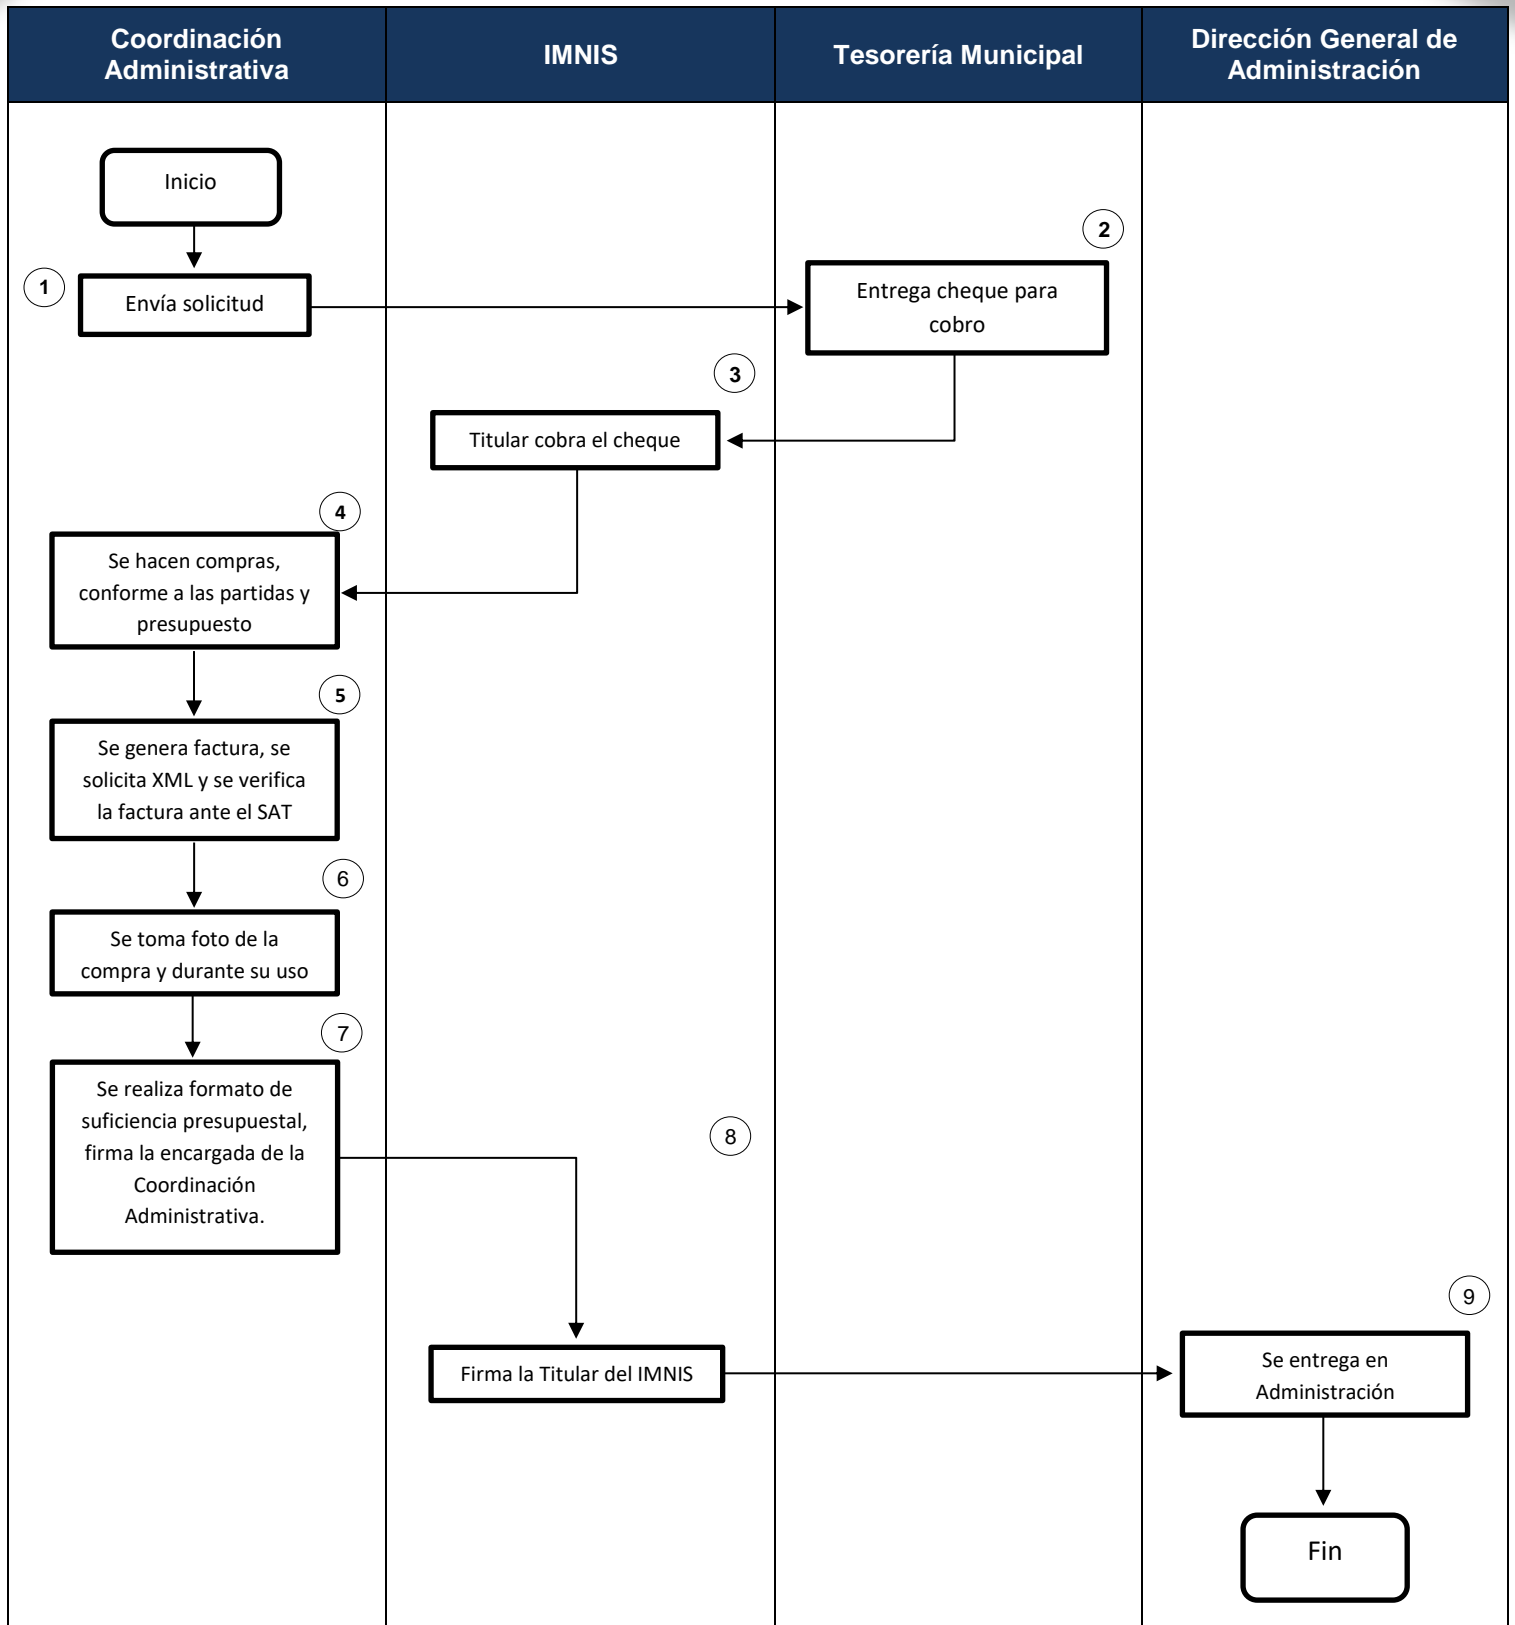 Coordinación
Administrativa
IMNIS
Tesorería Municipal
Dirección General de
Administración
Inicio
1
Envía solicitud
2
Entrega cheque para
cobro
3
Titular cobra el cheque
4
Se hacen compras,
conforme a las partidas y
presupuesto
5
Se genera factura, se
solicita XML y se verifica
la factura ante el SAT
6
Se toma foto de la
compra y durante su uso
7
Se realiza formato de
suficiencia presupuestal,
firma la encargada de la
Coordinación
Administrativa.
8
Firma la Titular del IMNIS
9
Se entrega en
Administración
Fin